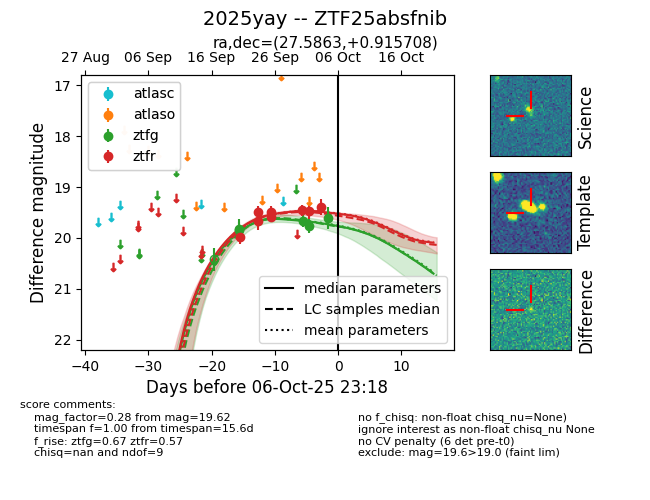 2025yay -- ZTF25absfnib
ra,dec=(27.5863,+0.915708)
27 Aug 06 Sep 16 Sep 26 Sep 06 Oct 16 Oct
17
18
19
20
21
22
Difference magnitude
atlasc
atlaso
ztfg
ztfr
median parameters
LC samples median
mean parameters
−40 −30 −20 −10 0 10
Days before 06-Oct-25 23:18
Science
Template
Difference
score comments:
mag_factor=0.28 from mag=19.62
timespan f=1.00 from timespan=15.6d
f_rise: ztfg=0.67 ztfr=0.57
chisq=nan and ndof=9
no f_chisq: non-float chisq_nu=None)
ignore interest as non-float chisq_nu None
no CV penalty (6 det pre-t0)
exclude: mag=19.6>19.0 (faint lim)